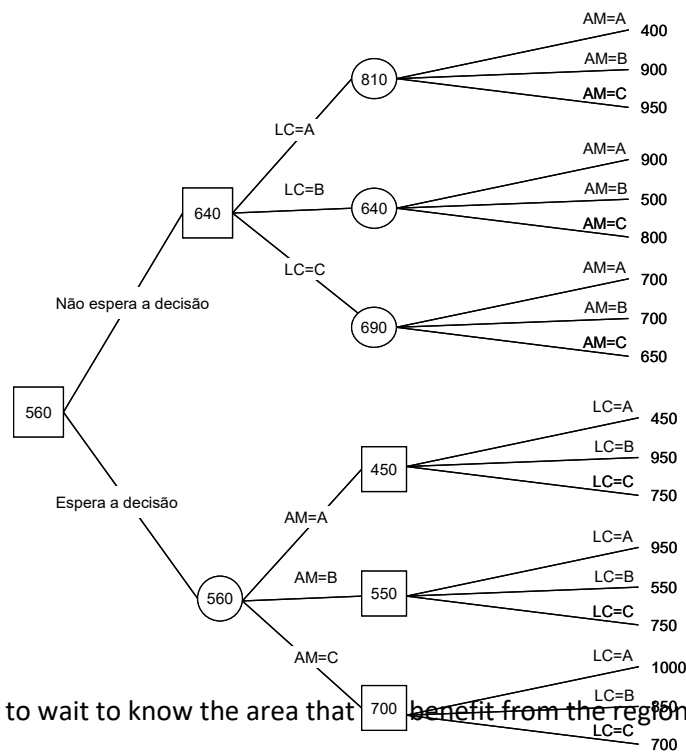 AM=A
400
AM=B
900
810
AM=C
950
LC=A
AM=A
900
LC=B
AM=B
500
640
640
AM=C
800
LC=C
AM=A
700
Não espera a decisão
AM=B
700
690
AM=C
650
560
LC=A
450
LC=B
950
450
LC=C
750
Espera a decisão
AM=A
LC=A
950
AM=B
LC=B
550
560
550
LC=C
750
AM=C
LC=A
1000
to wait to know the area that 700 benefit from the region
LC=B
850
LC=C
700